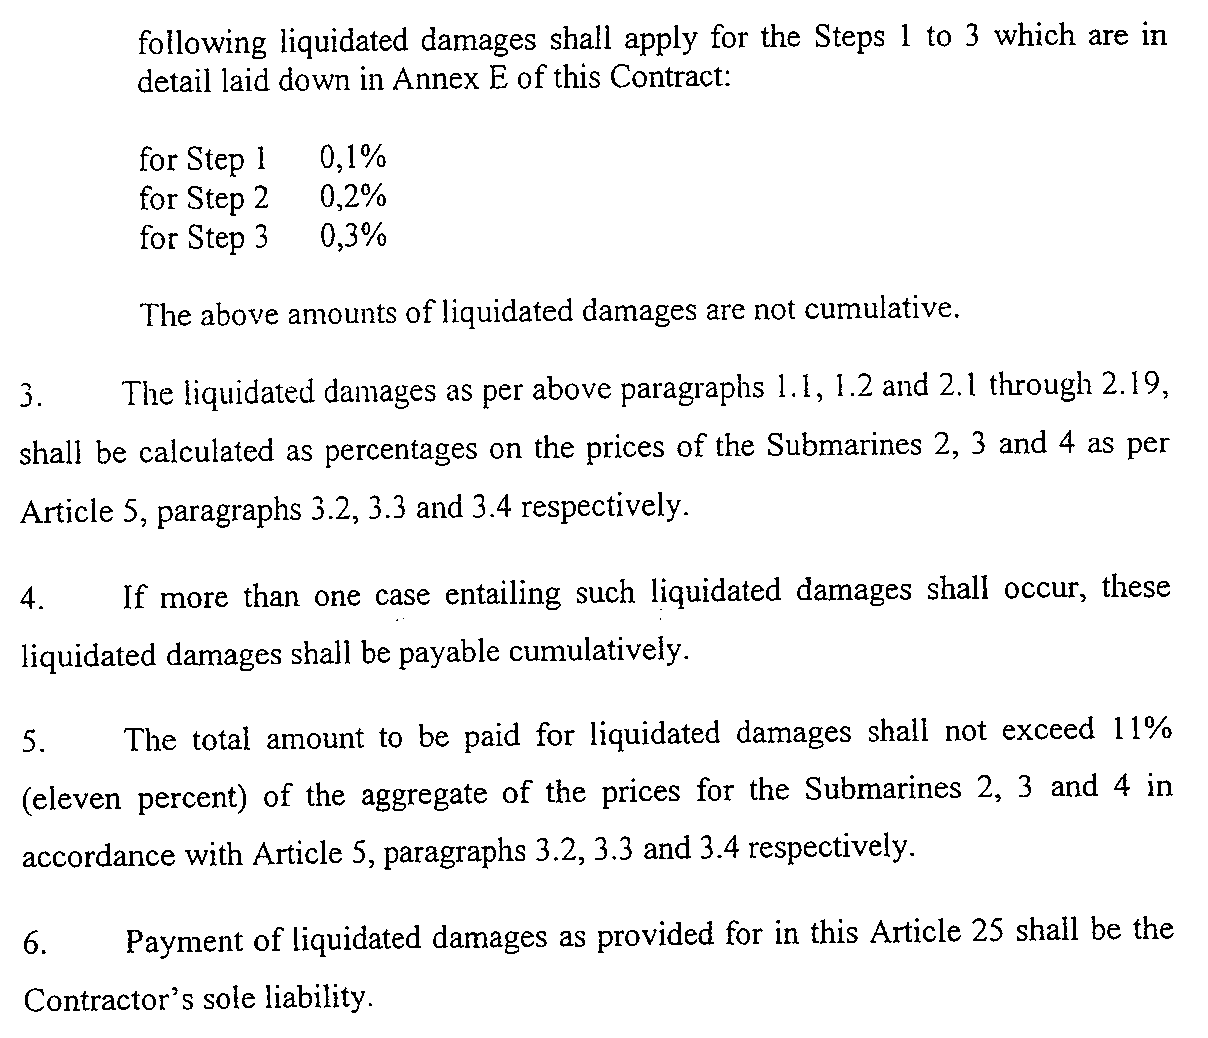 following liquidated damages shall apply for the Steps 1 to 3 which are in
detail laid down in Annex E of this Contract:
for Step 1 0,1%
for Step 2 0,2%
for Step 3 0,3%
The above amounts of liquidated damages are not cumulative.
3. The liquidated damages as per above paragraphs 1.1, 1.2 and 2.1 through 2.19,
shall be calculated as percentages on the prices of the Submarines 2, 3 and 4 as per
Article 5, paragraphs 3.2, 3.3 and 3.4 respectively.
4. If more than one case entailing such liquidated damages shall occur, these
liquidated damages shall be payable cumulatively.
5. The total amount to be paid for liquidated damages shall not exceed 11%
(eleven percent) of the aggregate of the prices for the Submarines 2, 3 and 4 in
accordance with Article 5, paragraphs 3.2, 3.3 and 3.4 respectively.
6. Payment of liquidated damages as provided for in this Article 25 shall be the
Contractor's sole liability.